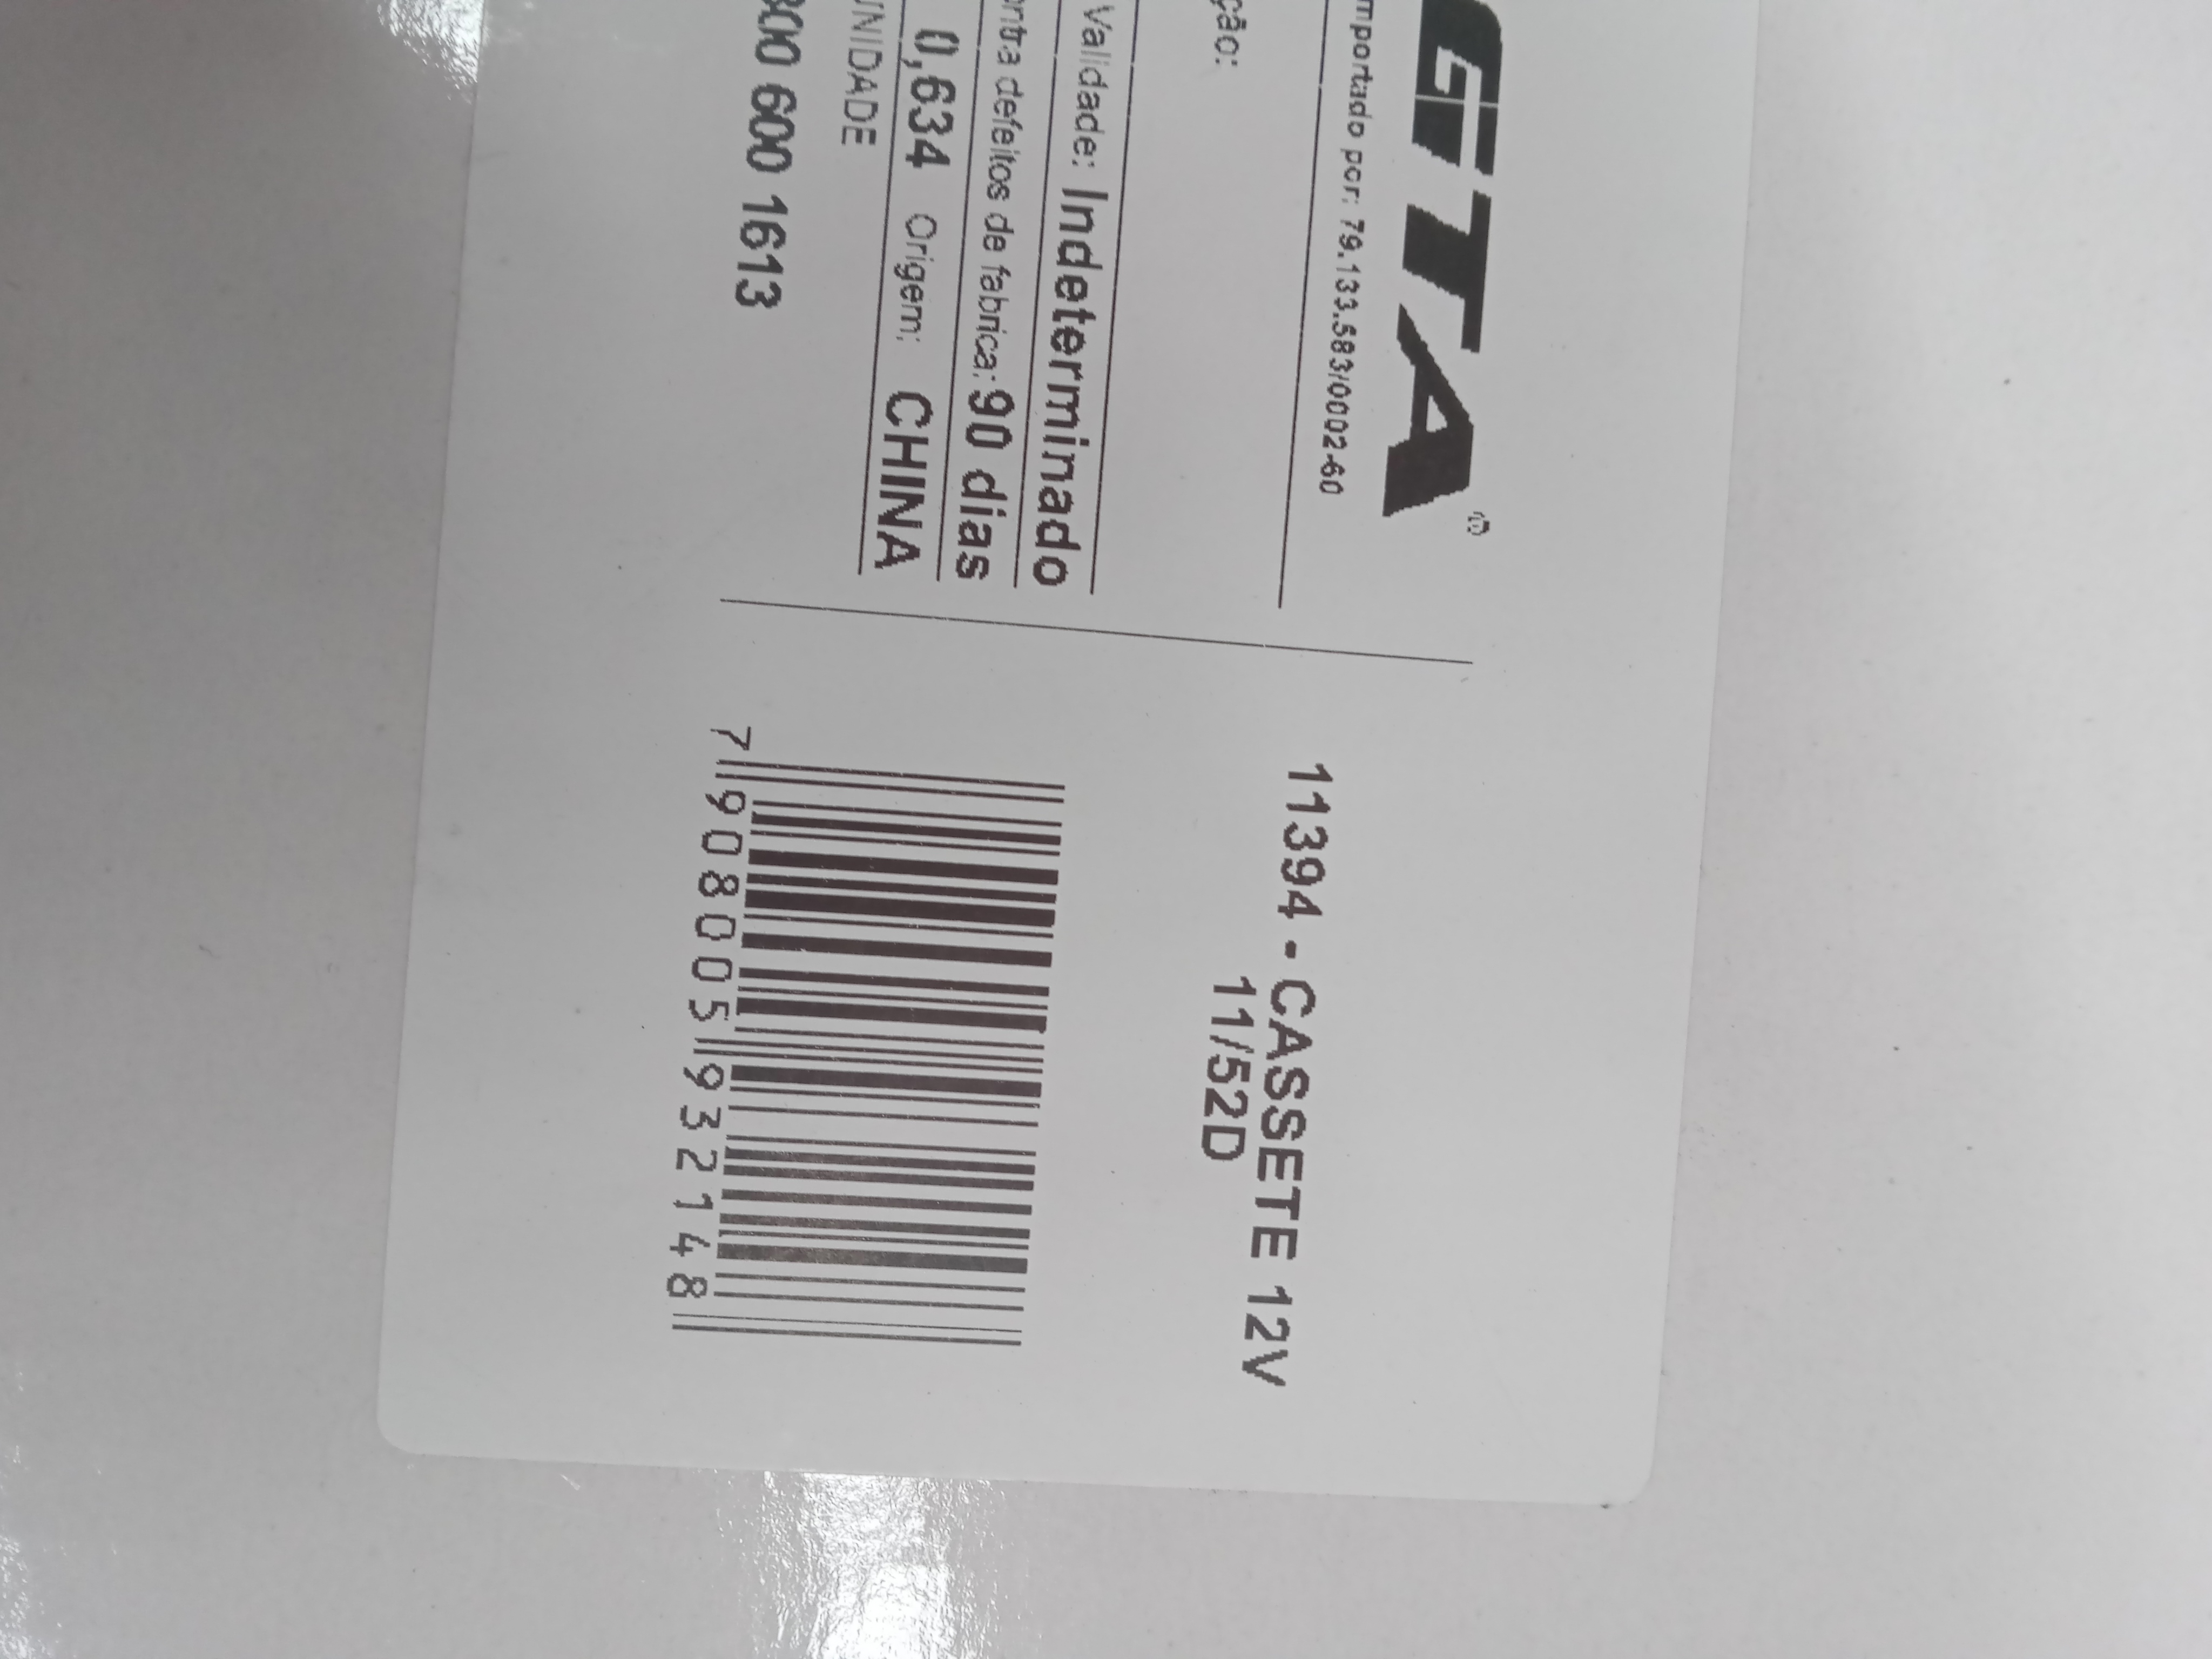 GTA®
mportado por: 79.133.583/0002-60
ção:
Validade: Indeterminado
ntra defeitos de fabrica: 90 dias
0,634 Origem: CHINA
UNIDADE
800 600 1613
11394 - CASSETE 12V
11/52D
7 908005 932148